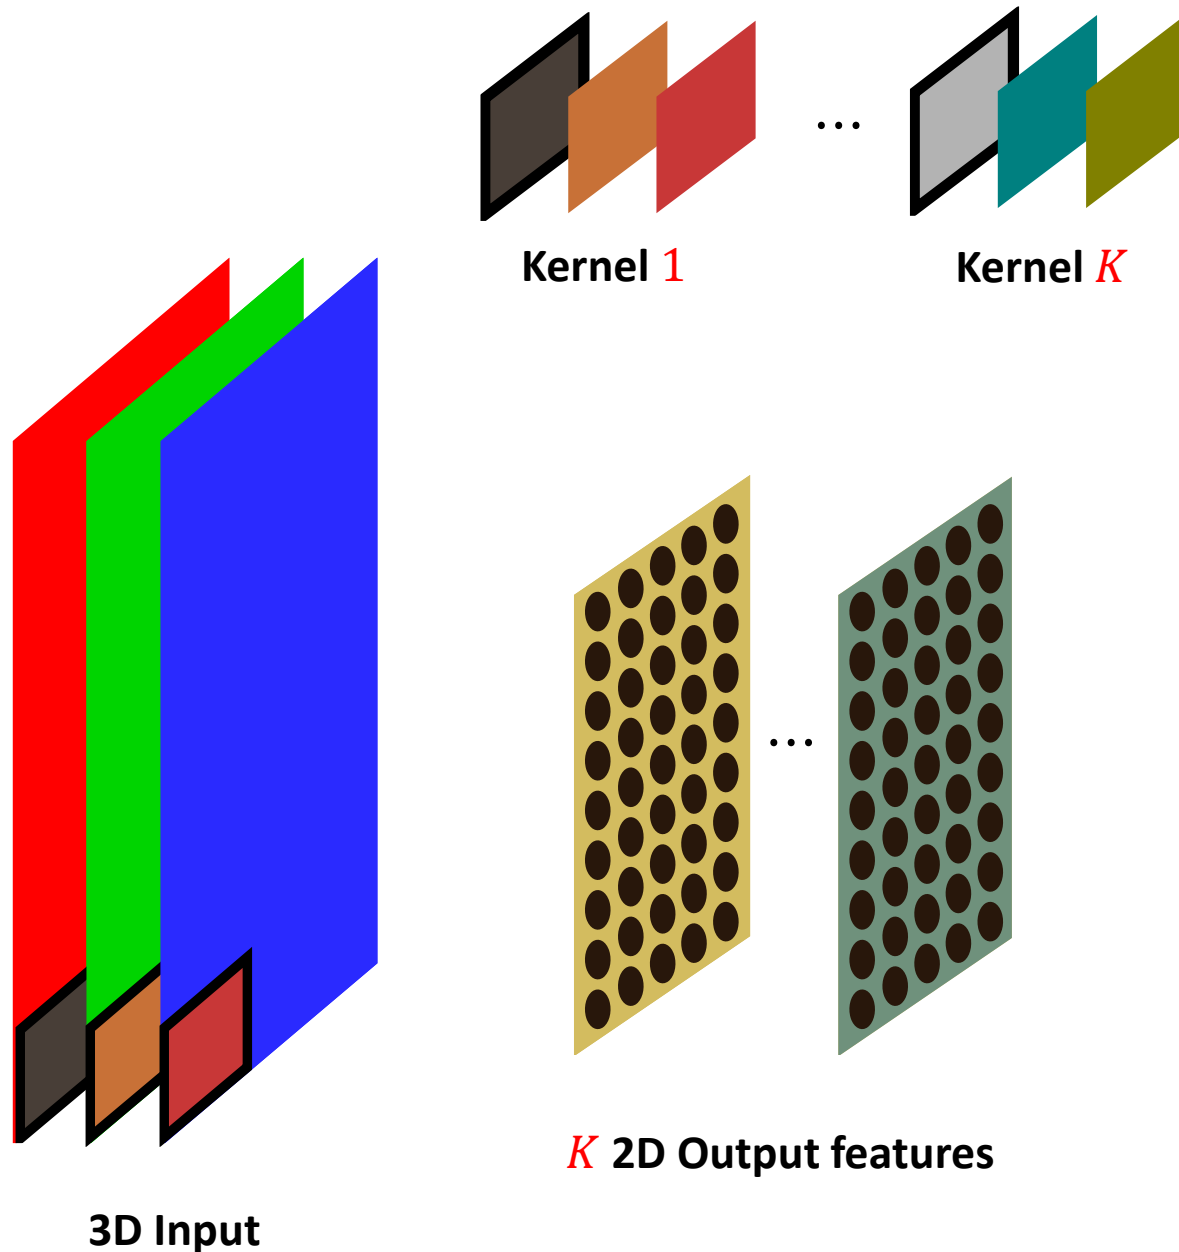 ...
Kernel 1
Kernel K
...
K 2D Output features
3D Input